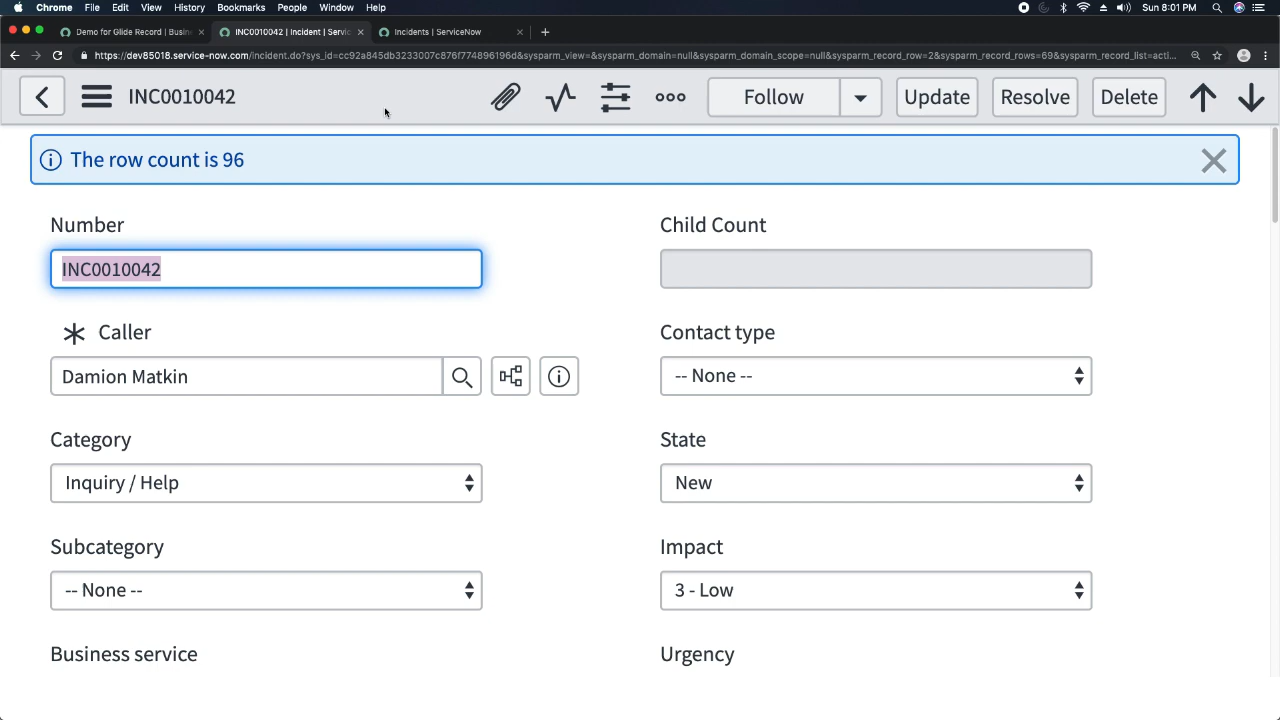 Chrome File Edit View History Bookmarks People Window Help Sun 8:01 PM
Demo for Glide Record | Busin INC0010042 | Incident | Servic Incidents | ServiceNow
https://dev85018.service-now.com/incident.do?sys_id=cc92a845db3233007c876f774896196d&sysparm_view=&sysparm_domain=null&sysparm_domain_scope=null&sysparm_record_row=2&sysparm_record_rows=69&sysparm_record_list=acti...
INC0010042 Follow Update Resolve Delete
The row count is 96
Number Child Count
INC0010042
Caller Contact type
Damion Matkin -- None --
Category State
Inquiry / Help New
Subcategory Impact
-- None -- 3 - Low
Business service Urgency